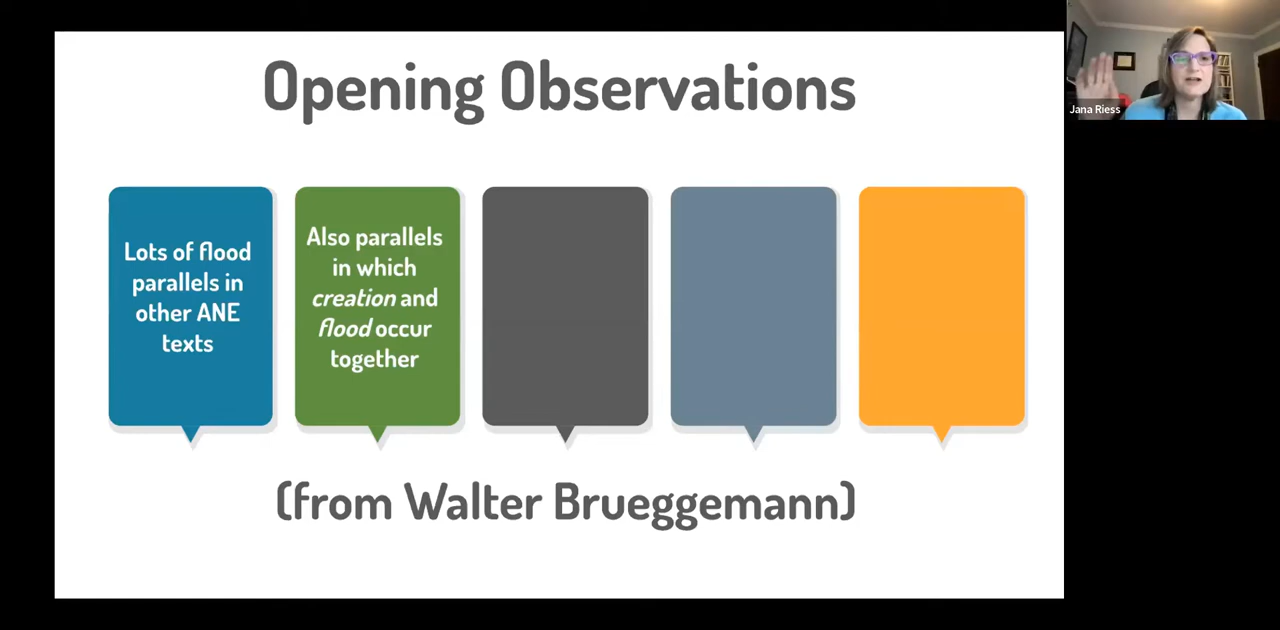 Opening Observations
Jana Riess
Lots of flood
parallels in
other ANE
texts
Also parallels
in which
creation and
flood occur
together
(from Walter Brueggemann)